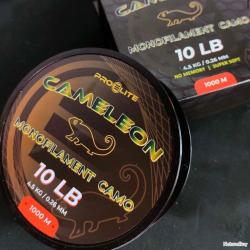 MONOFILAMENT CAMO
10 LB
4.5 KG / 0.26 MM
NO MEMORY | SUPER SOFT
1000 M
PROELITE
CAMELEON
MONOFILAMENT CAMO
10 LB
4.5 KG / 0.26 MM
1000 M
NaturaBuy